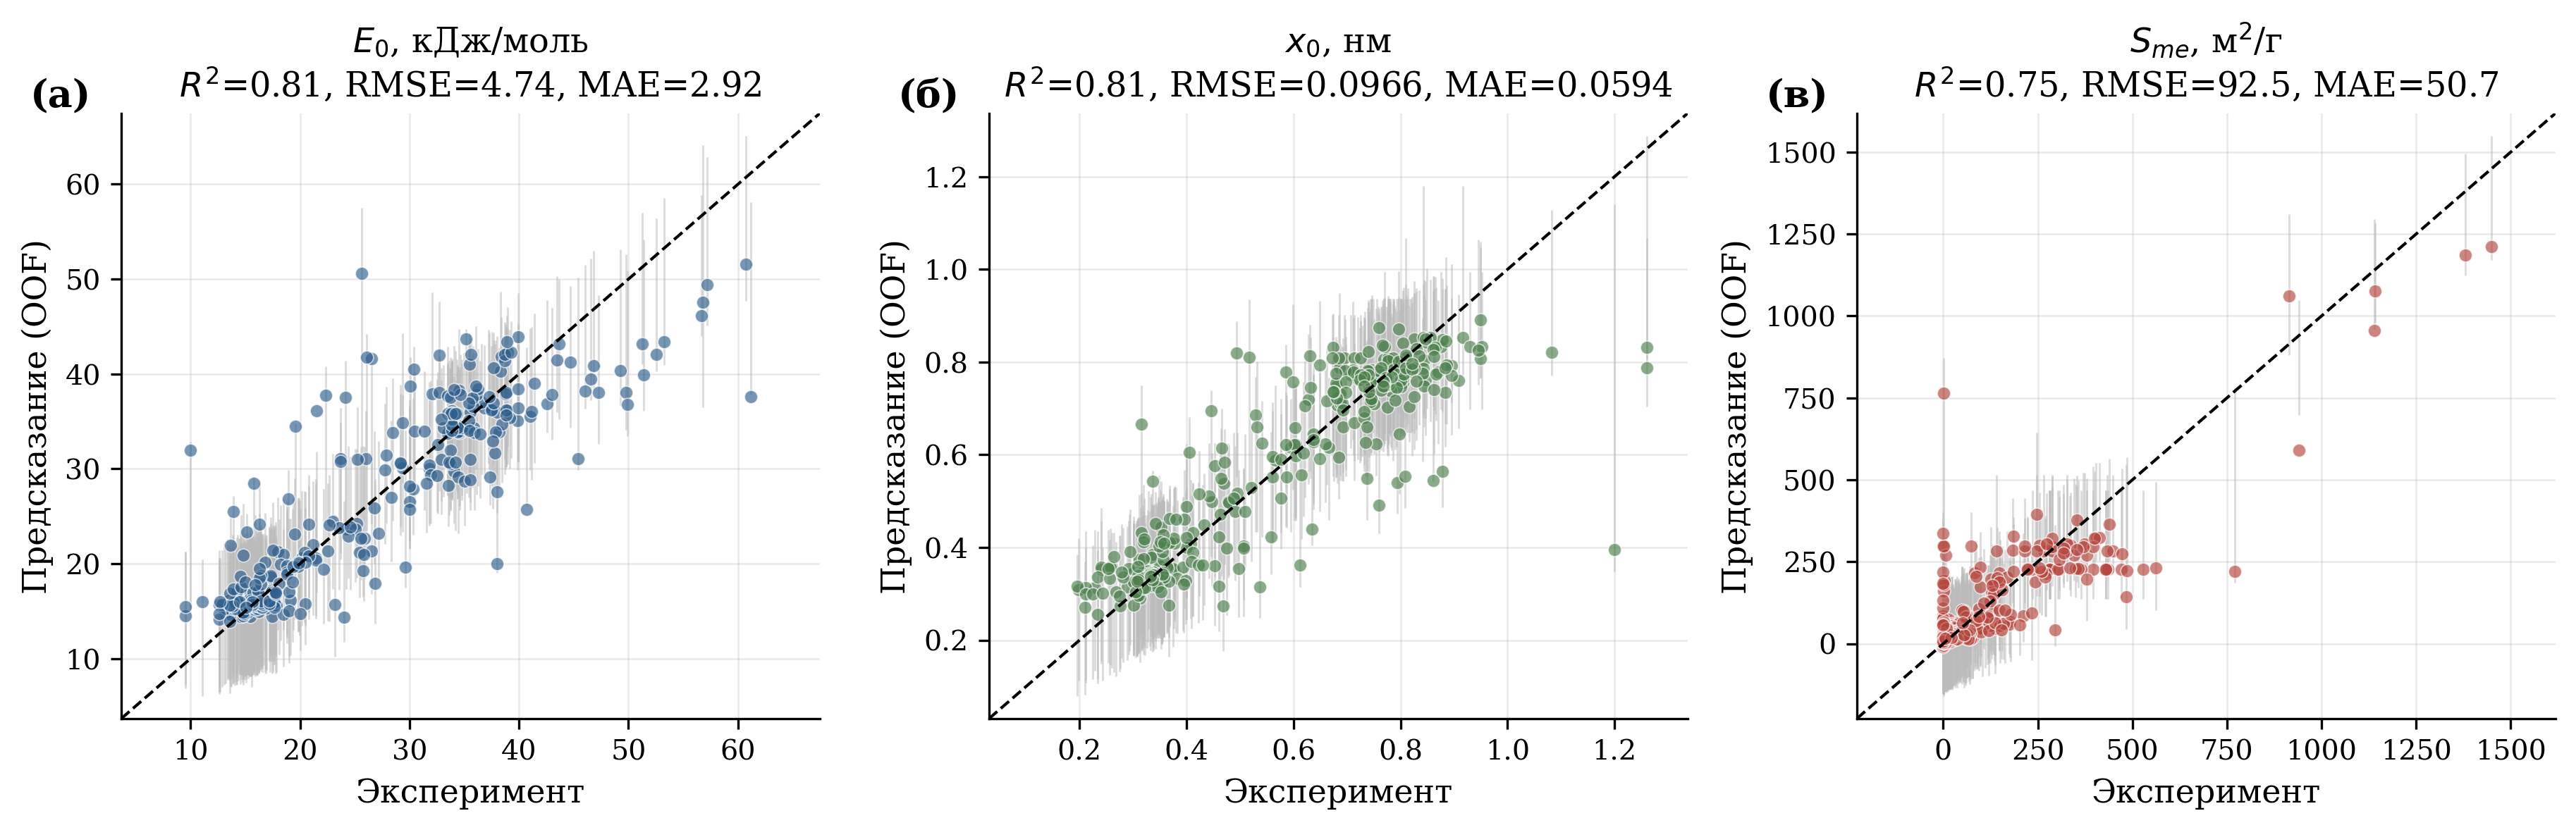 (а)
E₀, кДж/моль
R²=0.81, RMSE=4.74, MAE=2.92
Предсказание (OOF)
60
50
40
30
20
10
10 20 30 40 50 60
Эксперимент
(б)
x₀, нм
R²=0.81, RMSE=0.0966, MAE=0.0594
Предсказание (OOF)
1.2
1.0
0.8
0.6
0.4
0.2
0.2 0.4 0.6 0.8 1.0 1.2
Эксперимент
(в)
Sₘₑ, м²/г
R²=0.75, RMSE=92.5, MAE=50.7
Предсказание (OOF)
1500
1250
1000
750
500
250
0
0 250 500 750 1000 1250 1500
Эксперимент